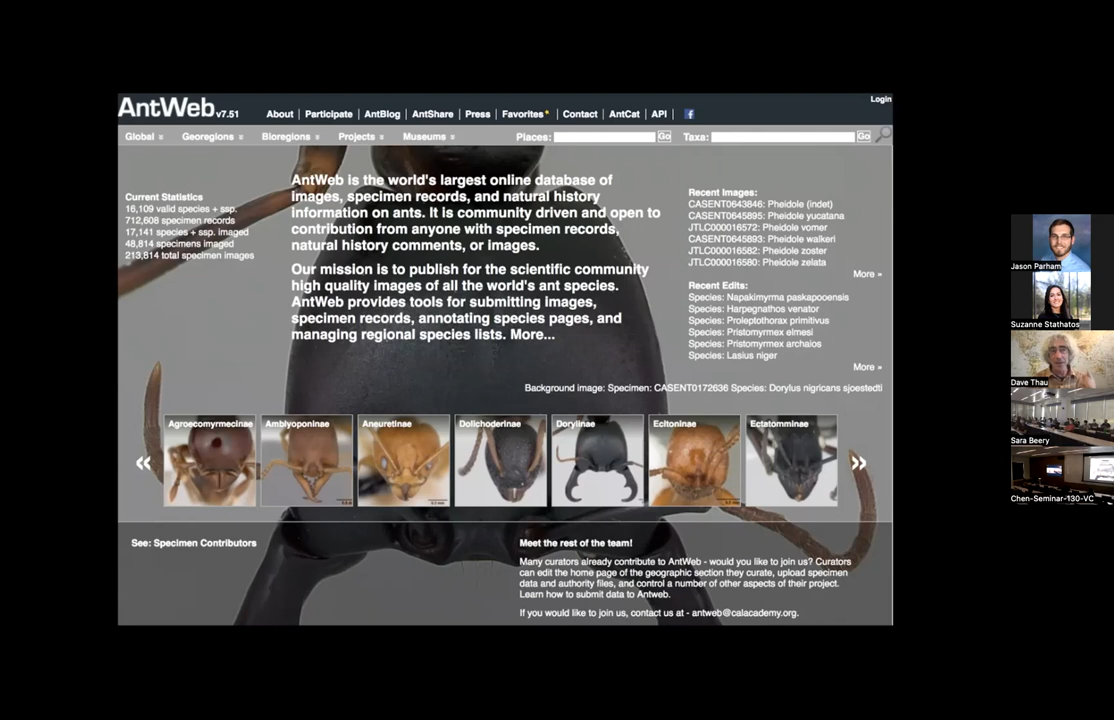 AntWeb v7.51
Login
About | Participate | AntBlog | AntShare | Press | Favorites* | Contact | AntCat | API |
Global Georegions Bioregions Projects Museums Places: Go Taxa: Go
Current Statistics
16,109 valid species + ssp.
712,608 specimen records
17,141 species + ssp. imaged
48,814 specimens imaged
213,814 total specimen images
AntWeb is the world's largest online database of
images, specimen records, and natural history
information on ants. It is community driven and open to
contribution from anyone with specimen records,
natural history comments, or images.
Our mission is to publish for the scientific community
high quality images of all the world's ant species.
AntWeb provides tools for submitting images,
specimen records, annotating species pages, and
managing regional species lists. More...
Recent Images:
CASENT0643846: Pheidole (indet)
CASENT0645895: Pheidole yucatana
JTLC000016572: Pheidole vomer
CASENT0645893: Pheidole walkeri
JTLC000016582: Pheidole zoster
JTLC000016580: Pheidole zelata
More »
Recent Edits:
Species: Napakimyrma paskapooensis
Species: Harpegnathos venator
Species: Proleptothorax primitivus
Species: Pristomyrmex elmesi
Species: Pristomyrmex archaios
Species: Lasius niger
More »
Background image: Specimen: CASENT0172636 Species: Dorylus nigricans sjoestedti
« Agroecomyrmecinae Amblyoponinae Aneuretinae Dolichoderinae Dorylinae Ecitoninae Ectatomminae »
See: Specimen Contributors
Meet the rest of the team!
Many curators already contribute to AntWeb - would you like to join us? Curators
can edit the home page of the geographic section they curate, upload specimen
data and authority files, and control a number of other aspects of their project.
Learn how to submit data to Antweb.
If you would like to join us, contact us at - antweb@calacademy.org.
Jason Parham
Suzanne Stathatos
Dave Thau
Sara Beery
Chen-Seminar-130-VC